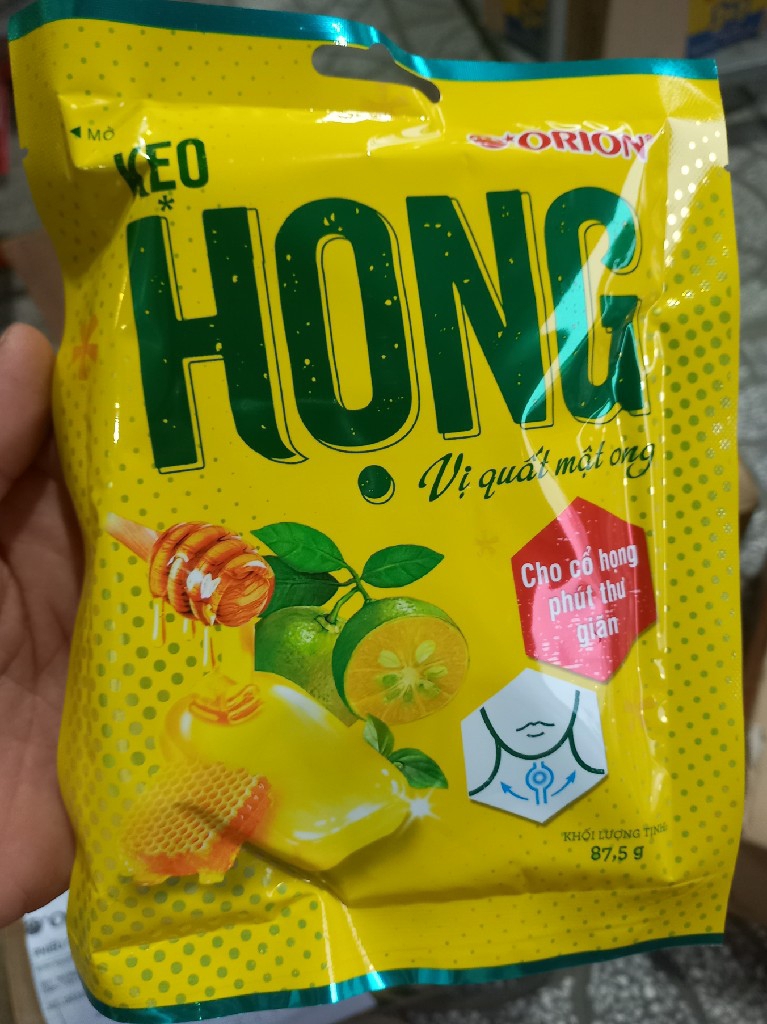 MỞ
ORION
KẸO
HỌNG
Vị quất mật ong
Cho cổ họng
phút thư
giãn
KHỐI LƯỢNG TỊNH
87,5 g